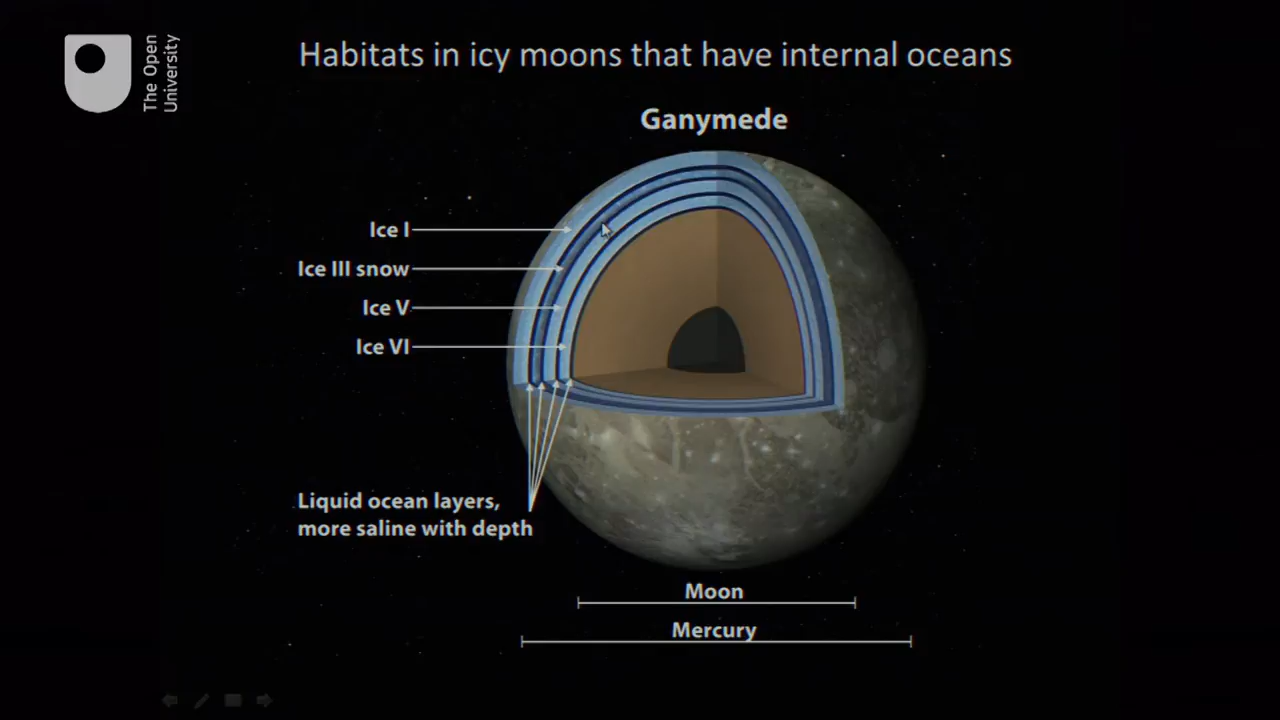 The Open
University
Habitats in icy moons that have internal oceans
Ganymede
Ice I
Ice III snow
Ice V
Ice VI
Liquid ocean layers,
more saline with depth
Moon
Mercury